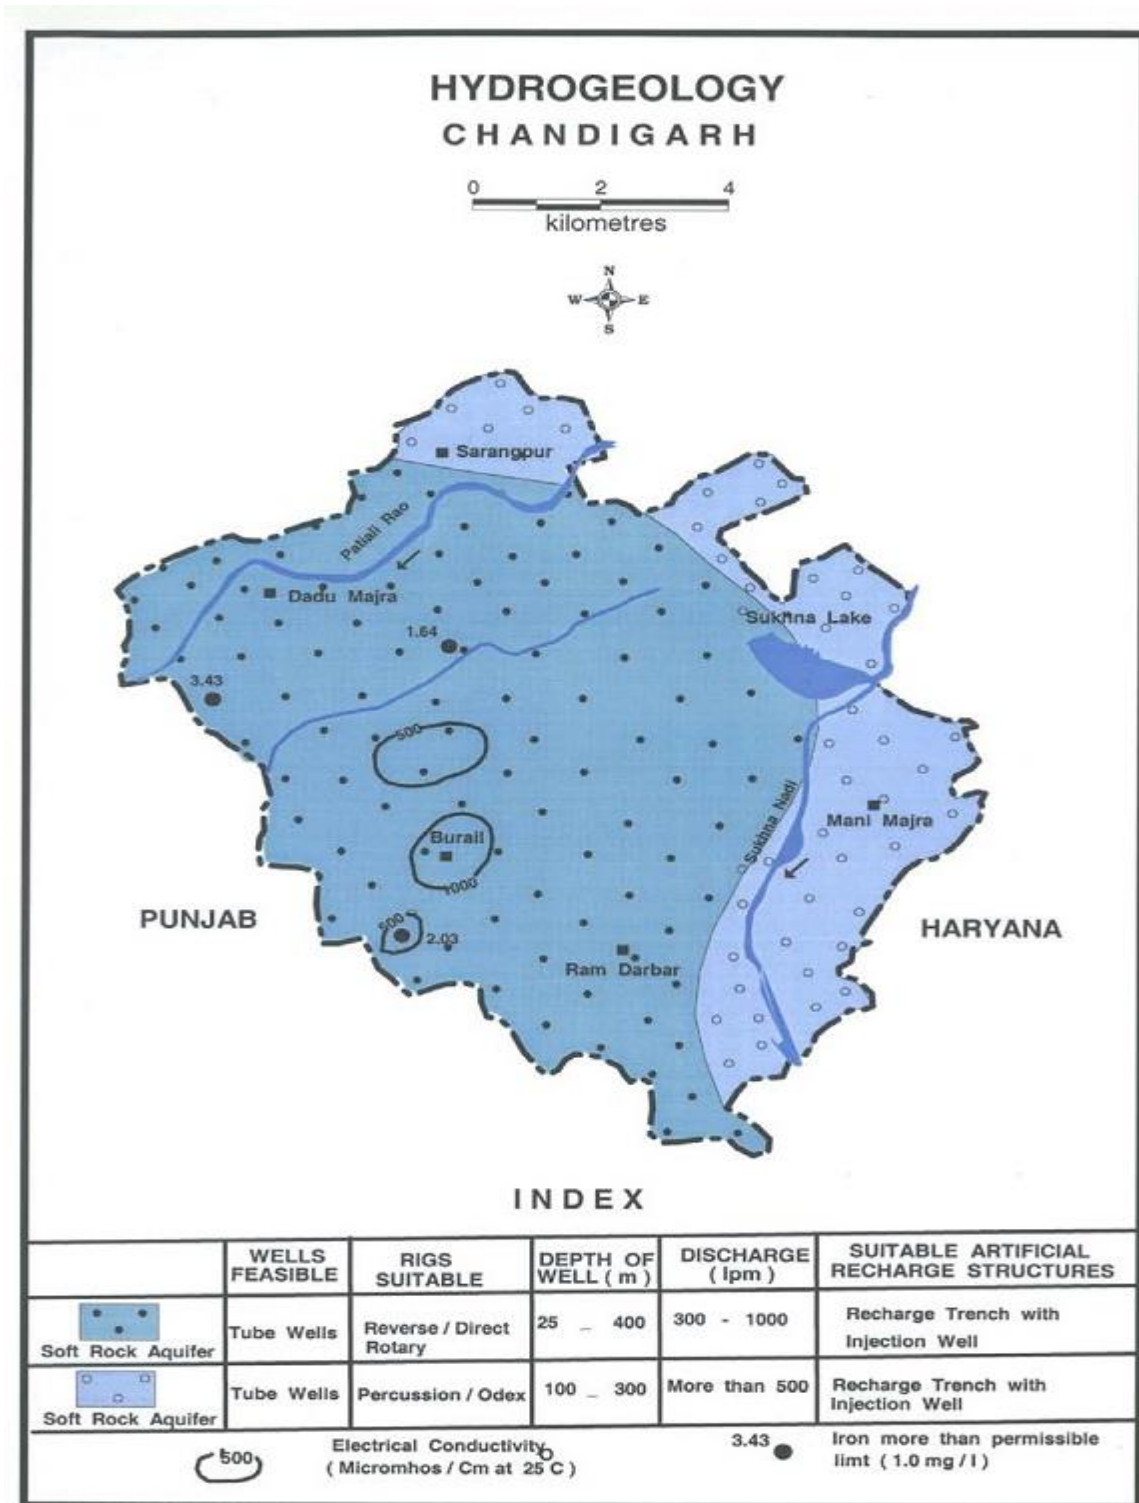 HYDROGEOLOGY
CHANDIGARH
0 2 4
kilometres
N
W E
S
Sarangpur
Patiali Rao
Dadu Majra
Sukhna Lake
1.64
3.43
500
Sukhna Nadi
Mani Majra
Burail
1000
PUNJAB
HARYANA
500
2.03
Ram Darbar
INDEX
WELLS FEASIBLE
RIGS SUITABLE
DEPTH OF WELL ( m )
DISCHARGE ( lpm )
SUITABLE ARTIFICIAL RECHARGE STRUCTURES
Soft Rock Aquifer
Tube Wells
Reverse / Direct
Rotary
25 _ 400
300 - 1000
Recharge Trench with
Injection Well
Soft Rock Aquifer
Tube Wells
Percussion / Odex
100 _ 300
More than 500
Recharge Trench with
Injection Well
500
Electrical Conductivity
( Micromhos / Cm at 25 C )
3.43
Iron more than permissible
limt ( 1.0 mg / l )